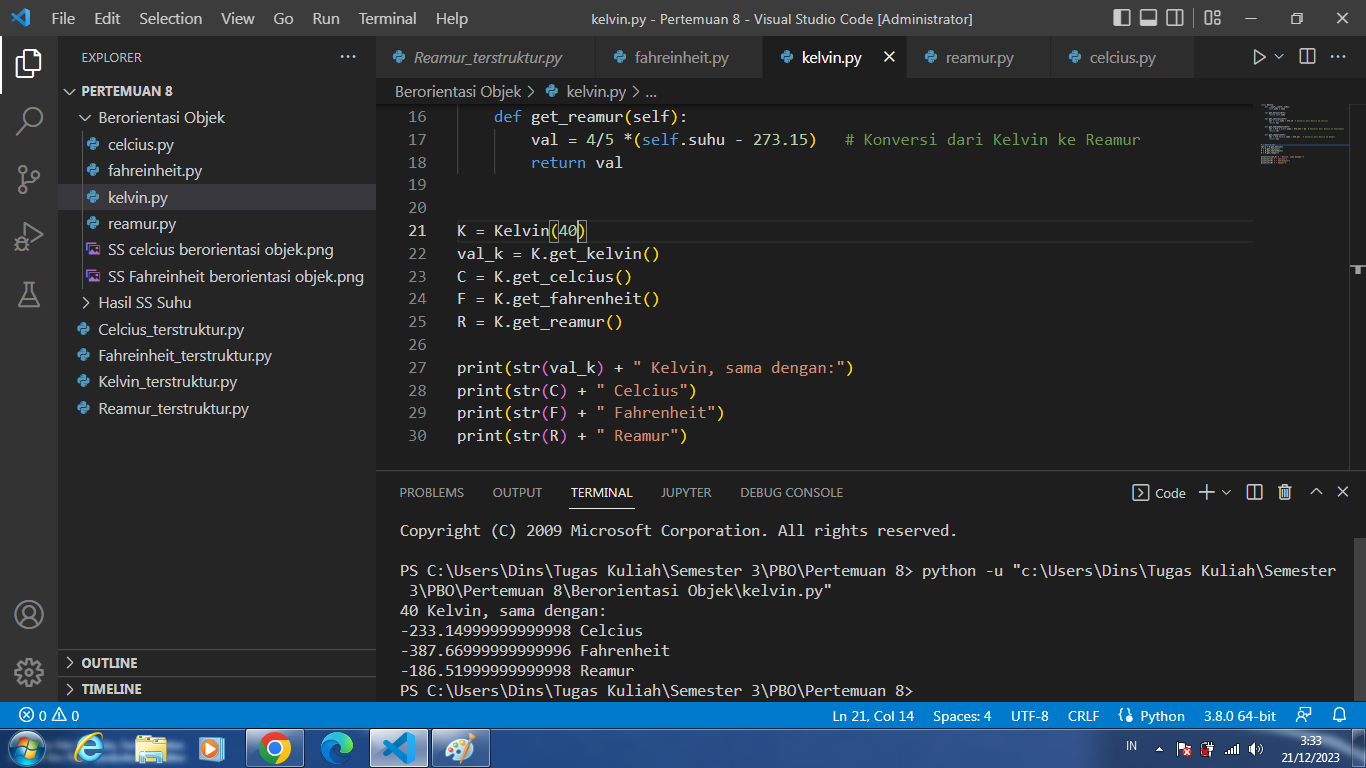 File Edit Selection View Go Run Terminal Help
kelvin.py - Pertemuan 8 - Visual Studio Code [Administrator]
EXPLORER
PERTEMUAN 8
Berorientasi Objek
celcius.py
fahreinheit.py
kelvin.py
reamur.py
SS celcius berorientasi objek.png
SS Fahreinheit berorientasi objek.png
Hasil SS Suhu
Celcius_terstruktur.py
Fahreinheit_terstruktur.py
Kelvin_terstruktur.py
Reamur_terstruktur.py
OUTLINE
TIMELINE
Reamur_terstruktur.py fahreinheit.py kelvin.py reamur.py celcius.py
Berorientasi Objek > kelvin.py > ...
16 def get_reamur(self):
17 val = 4/5 *(self.suhu - 273.15) # Konversi dari Kelvin ke Reamur
18 return val
19
20
21 K = Kelvin(40)
22 val_k = K.get_kelvin()
23 C = K.get_celcius()
24 F = K.get_fahrenheit()
25 R = K.get_reamur()
26
27 print(str(val_k) + " Kelvin, sama dengan:")
28 print(str(C) + " Celcius")
29 print(str(F) + " Fahrenheit")
30 print(str(R) + " Reamur")
PROBLEMS OUTPUT TERMINAL JUPYTER DEBUG CONSOLE
Code
Copyright (C) 2009 Microsoft Corporation. All rights reserved.
PS C:\Users\Dins\Tugas Kuliah\Semester 3\PBO\Pertemuan 8> python -u "c:\Users\Dins\Tugas Kuliah\Semester
3\PBO\Pertemuan 8\Berorientasi Objek\kelvin.py"
40 Kelvin, sama dengan:
-233.14999999999998 Celcius
-387.66999999999996 Fahrenheit
-186.51999999999998 Reamur
PS C:\Users\Dins\Tugas Kuliah\Semester 3\PBO\Pertemuan 8>
0 0
Ln 21, Col 14 Spaces: 4 UTF-8 CRLF Python 3.8.0 64-bit
IN
3:33
21/12/2023